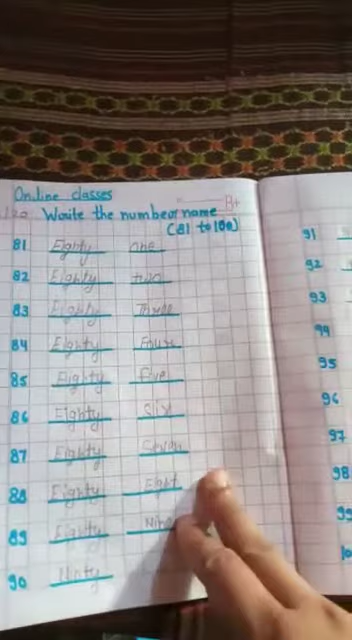 Online classes
B+
Write the number name
(81 to 100)
81 Eighty one
82 Eighty two
83 Eighty Three
84 Eighty Four
85 Eighty Five
86 Eighty Six
87 Eighty Seven
88 Eighty Eight
89 Eighty Nine
90 Ninty
91
92
93
94
95
96
97
98